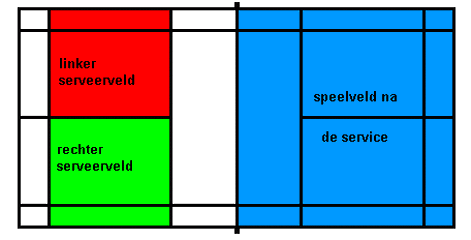 linker
serveerveld
speelveld na
de service
rechter
serveerveld